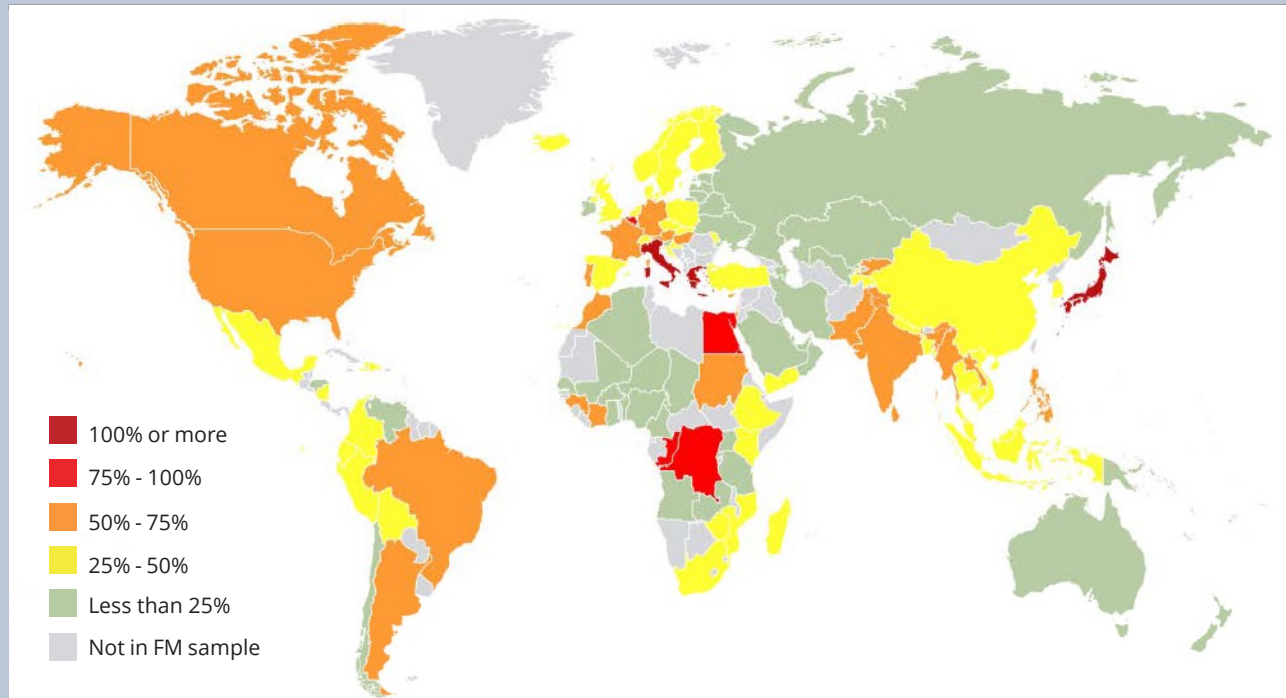 100% or more
75% - 100%
50% - 75%
25% - 50%
Less than 25%
Not in FM sample